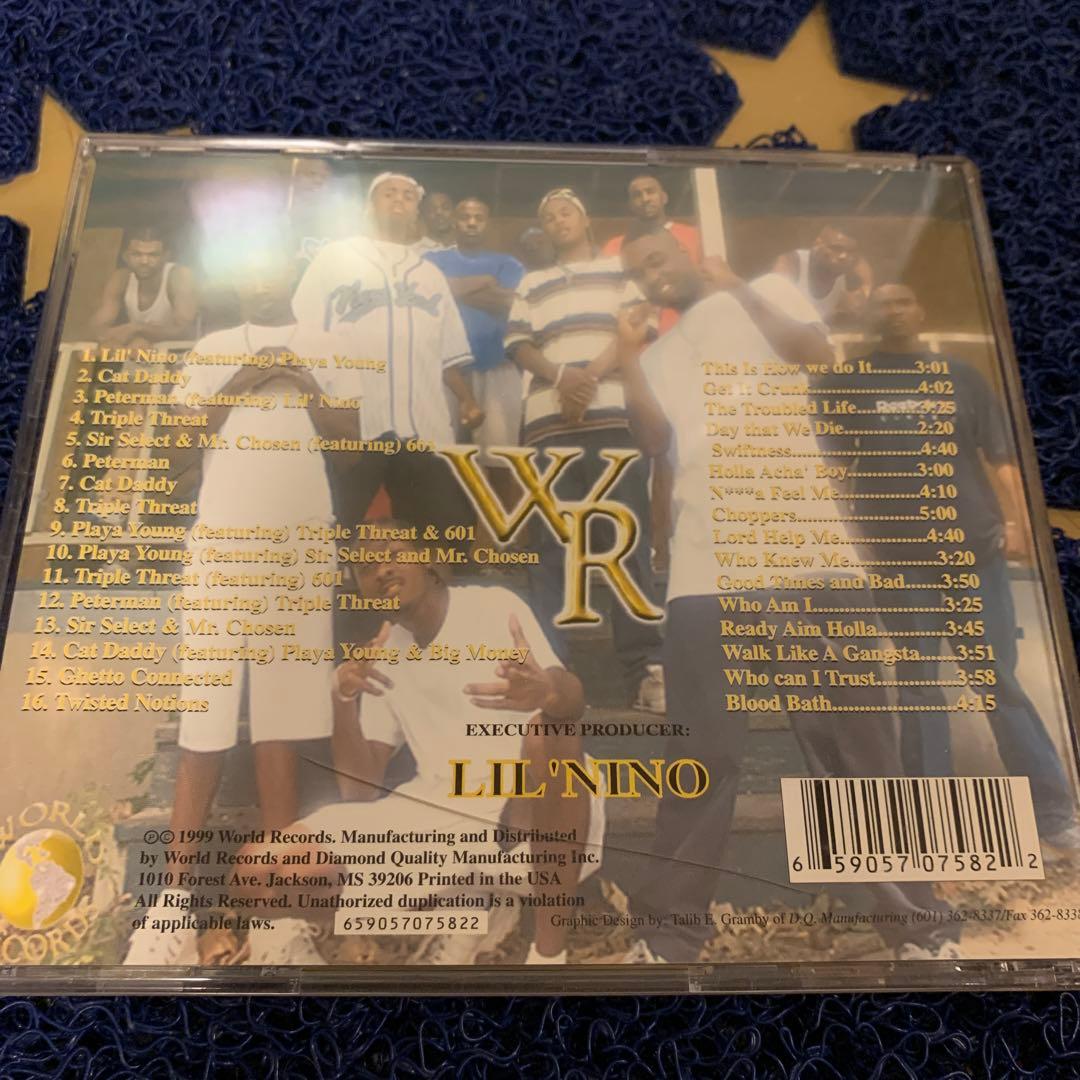 1. Lil' Nino (featuring) Playa Young
2. Cat Daddy
3. Peterman (featuring) Lil' Nino
4. Triple Threat
5. Sir Select & Mr. Chosen (featuring) 601
6. Peterman
7. Cat Daddy
8. Triple Threat
9. Playa Young (featuring) Triple Threat & 601
10. Playa Young (featuring) Sir Select and Mr. Chosen
11. Triple Threat (featuring) 601
12. Peterman (featuring) Triple Threat
13. Sir Select & Mr. Chosen
14. Cat Daddy (featuring) Playa Young & Big Money
15. Ghetto Connected
16. Twisted Notions
This Is How we do It.........3:01
Get It Crunk......................4:02
The Troubled Life..............3:25
Day that We Die...............2:20
Swiftness..........................4:40
Holla Acha' Boy...............3:00
N***a Feel Me..................4:10
Choppers..........................5:00
Lord Help Me..................4:40
Who Knew Me................3:20
Good Times and Bad.......3:50
Who Am I.........................3:25
Ready Aim Holla..............3:45
Walk Like A Gangsta.......3:51
Who can I Trust................3:58
Blood Bath........................4:15
WR
EXECUTIVE PRODUCER:
LIL'NINO
℗© 1999 World Records. Manufacturing and Distributed
by World Records and Diamond Quality Manufacturing Inc.
1010 Forest Ave. Jackson, MS 39206 Printed in the USA
All Rights Reserved. Unathorized duplication is a violation
of applicable laws.
659057075822
6 59057 07582 2
Graphic Design by: Talib E. Gramby of D.Q. Manufacturing (601) 362-8337/Fax 362-8338
WORLD
RECORDS